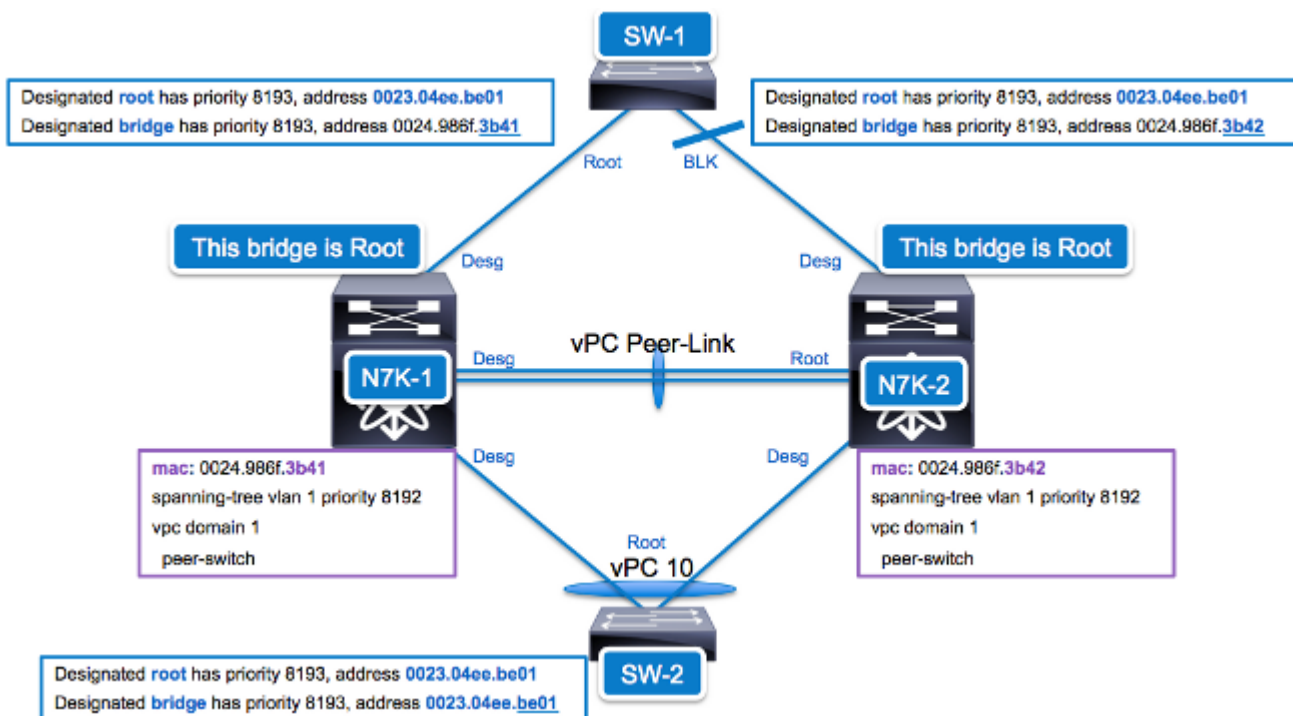 SW-1
Designated root has priority 8193, address 0023.04ee.be01
Designated bridge has priority 8193, address 0024.986f.3b41
Designated root has priority 8193, address 0023.04ee.be01
Designated bridge has priority 8193, address 0024.986f.3b42
Root
BLK
This bridge is Root
This bridge is Root
Desg
Desg
vPC Peer-Link
Desg
Root
N7K-1
N7K-2
Desg
Desg
mac: 0024.986f.3b41
spanning-tree vlan 1 priority 8192
vpc domain 1
peer-switch
mac: 0024.986f.3b42
spanning-tree vlan 1 priority 8192
vpc domain 1
peer-switch
Root
vPC 10
SW-2
Designated root has priority 8193, address 0023.04ee.be01
Designated bridge has priority 8193, address 0023.04ee.be01